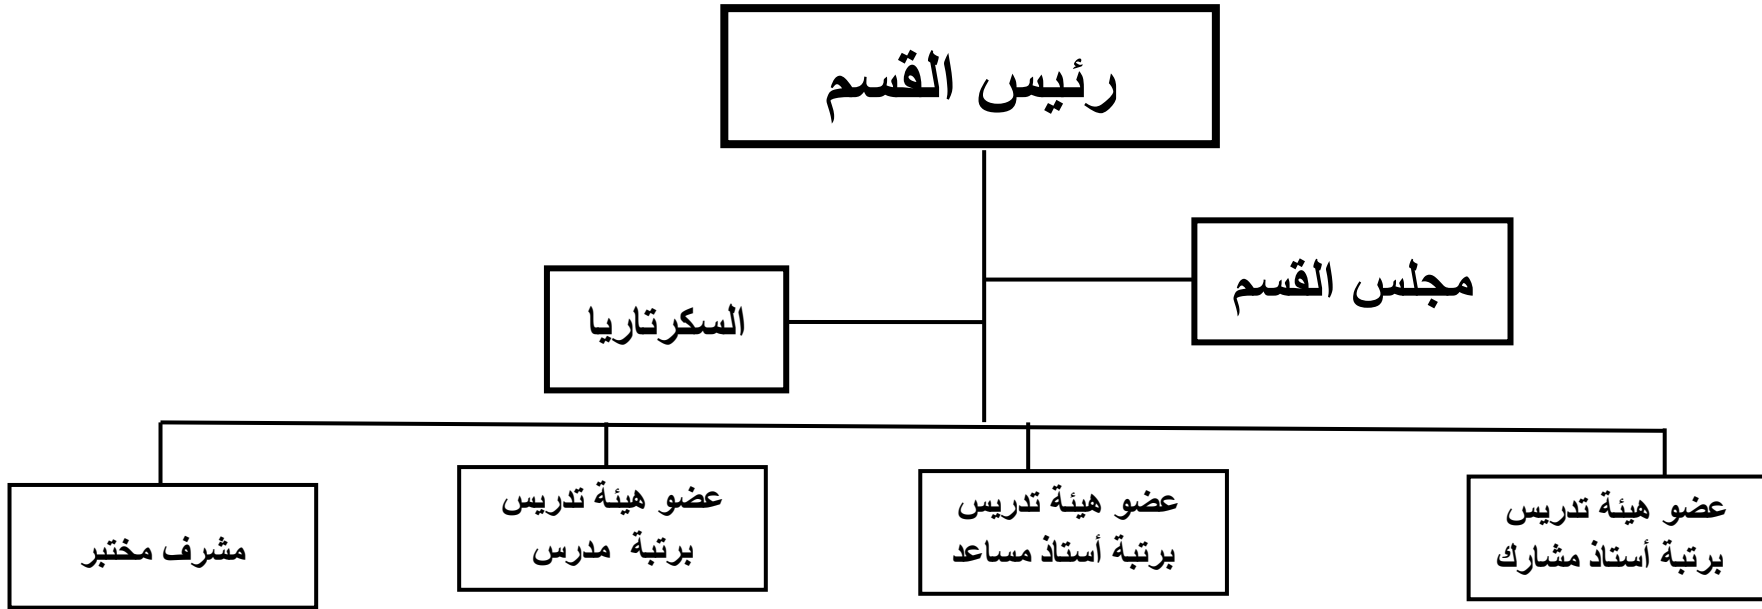 رئيس القسم
مجلس القسم
السكرتاريا
عضو هيئة تدريس
برتبة أستاذ مشارك
عضو هيئة تدريس
برتبة أستاذ مساعد
عضو هيئة تدريس
برتبة مدرس
مشرف مختبر